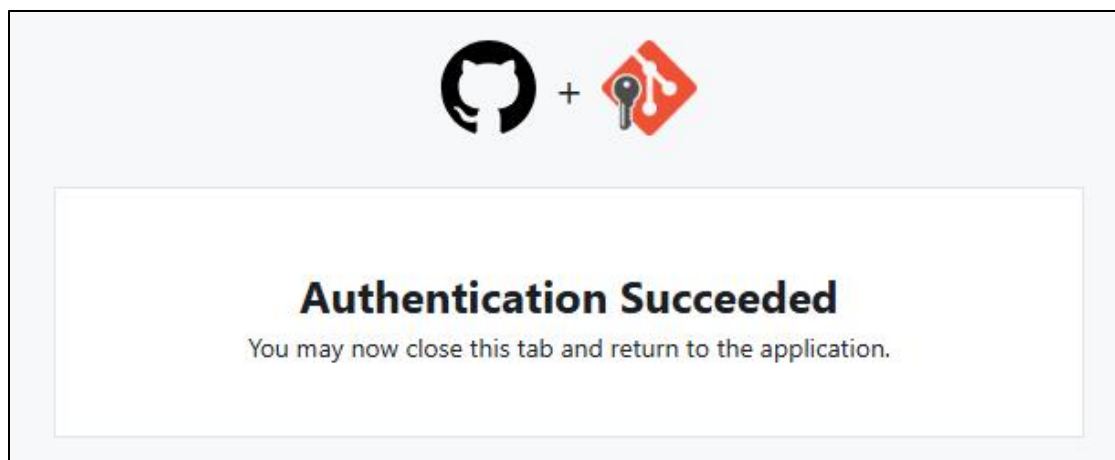 +
Authentication Succeeded
You may now close this tab and return to the application.